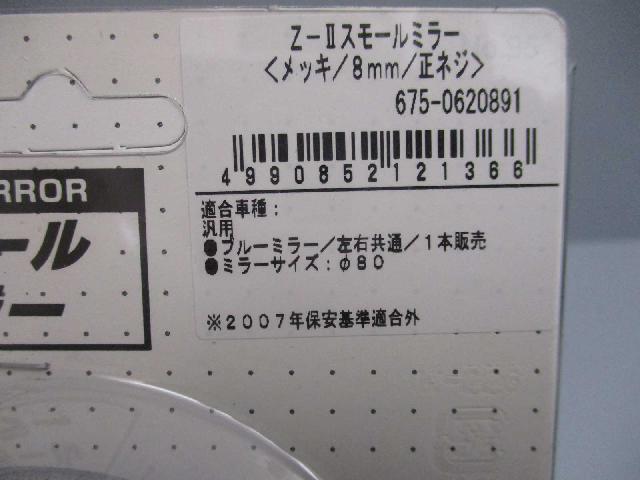 Z-Ⅱスモールミラー
<メッキ/8mm/正ネジ>
675-0620891
4990852121366
適合車種:
汎用
●ブルーミラー/左右共通/1本販売
●ミラーサイズ:φ80
※2007年保安基準適合外
RROR
ール
ー